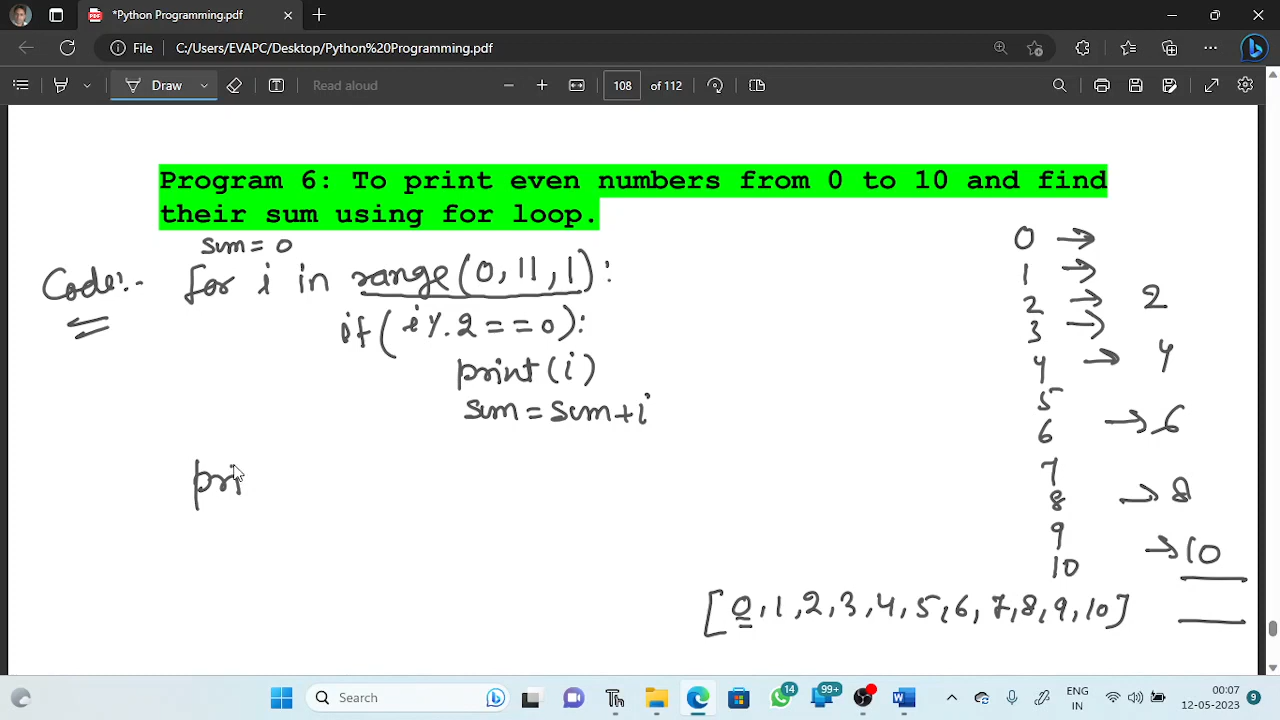 *Python Programming.pdf
File C:/Users/EVAPC/Desktop/Python%20Programming.pdf
Draw Read aloud 108 of 112
Program 6: To print even numbers from 0 to 10 and find
their sum using for loop.
sum = 0
Code:- for i in range(0,11,1):
if(i%2==0):
print(i)
sum = sum+i
pri
0 →
1 →
2 → 2
3 →
4 → 4
5
6 → 6
7
8 → 8
9
10 → 10
[0,1,2,3,4,5,6,7,8,9,10]
Search 14 99+ ENG IN 00:07 12-05-2023 9